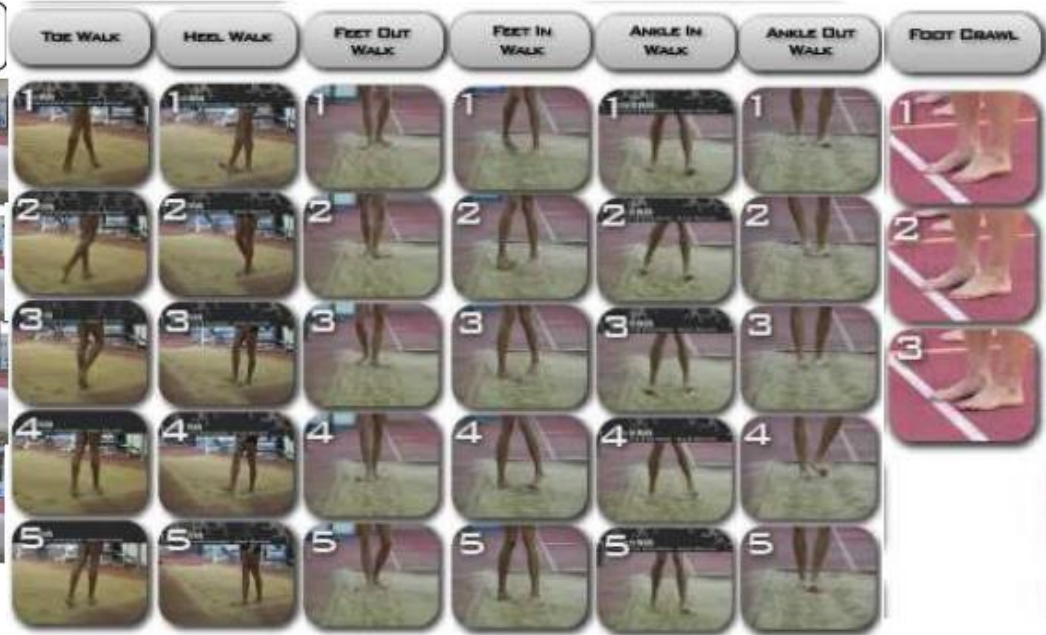 TOE WALK
HEEL WALK
FEET OUT
WALK
FEET IN
WALK
ANKLE IN
WALK
ANKLE OUT
WALK
FOOT CRAWL
1 1 1 1 1 1 1
2 2 2 2 2 2 2
3 3 3 3 3 3 3
4 4 4 4 4 4
5 5 5 5 5 5